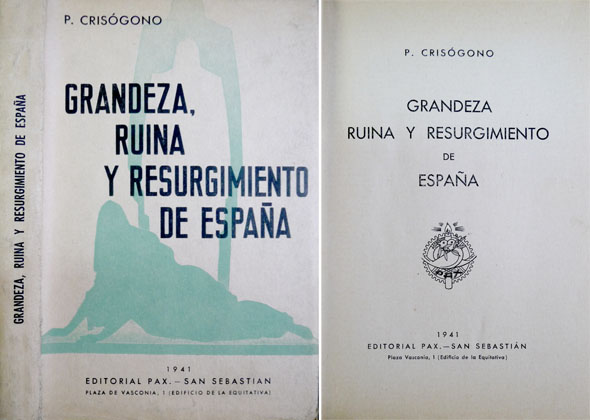 GRANDEZA, RUINA Y RESURGIMIENTO DE ESPAÑA
P. CRISÓGONO
GRANDEZA,
RUINA
Y RESURGIMIENTO
DE ESPAÑA
1941
EDITORIAL PAX.—SAN SEBASTIAN
PLAZA DE VASCONIA, 1 (EDIFICIO DE LA EQUITATIVA)
P. CRISÓGONO
GRANDEZA
RUINA Y RESURGIMIENTO
DE
ESPAÑA
PAX
1941
EDITORIAL PAX.—SAN SEBASTIÁN
Plaza Vasconia, 1 (Edificio de la Equitativa)